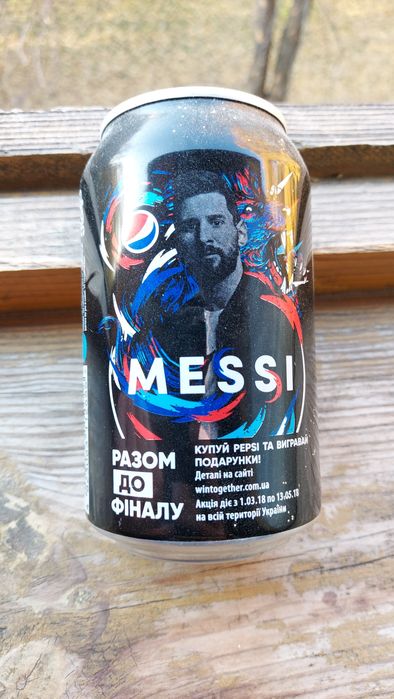 MESSI
РАЗОМ
ДО
ФІНАЛУ
КУПУЙ PEPSI ТА ВИГРАВАЙ
ПОДАРУНКИ!
Деталі на сайті
wintogether.com.ua
Акція діє з 1.03.18 по 13.05.18
на всій території України